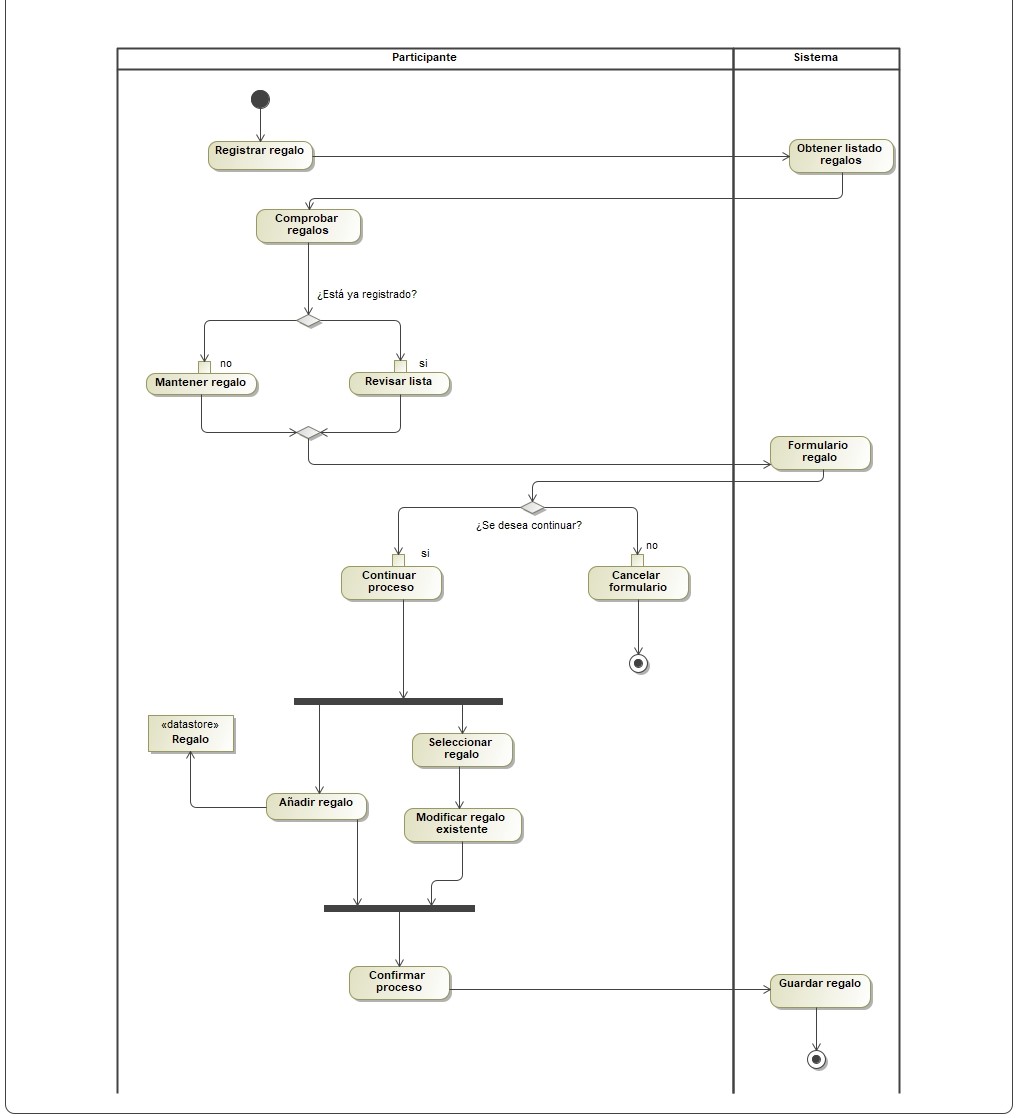 Participante
Sistema
Registrar regalo
Obtener listado
regalos
Comprobar
regalos
¿Está ya registrado?
no
si
Mantener regalo
Revisar lista
Formulario
regalo
¿Se desea continuar?
si
no
Continuar
proceso
Cancelar
formulario
«datastore»
Regalo
Seleccionar
regalo
Añadir regalo
Modificar regalo
existente
Confirmar
proceso
Guardar regalo